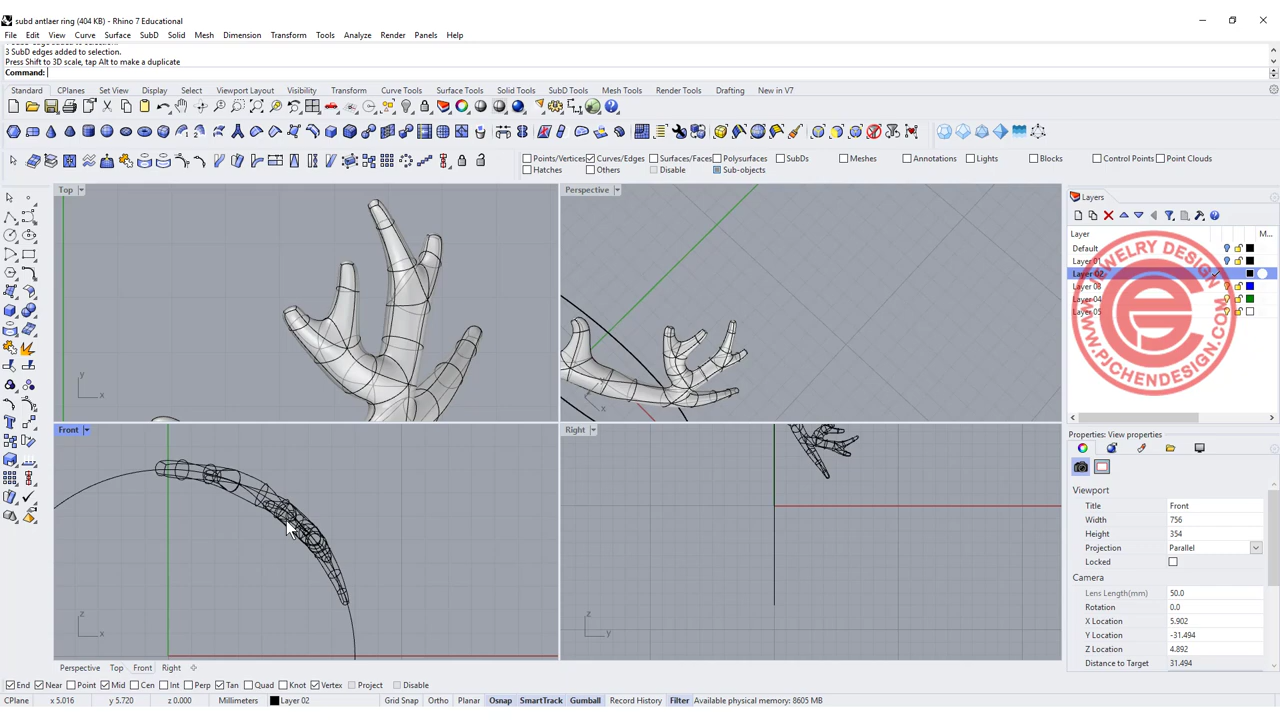 subd antlaer ring (404 KB) - Rhino 7 Educational
File Edit View Curve Surface SubD Solid Mesh Dimension Transform Tools Analyze Render Panels Help
3 SubD edges added to selection.
Press Shift to 3D scale, tap Alt to make a duplicate
Command:
Standard CPlanes Set View Display Select Viewport Layout Visibility Transform Curve Tools Surface Tools Solid Tools SubD Tools Mesh Tools Render Tools Drafting New in V7
Points/Vertices Curves/Edges Surfaces/Faces Polysurfaces SubDs Meshes Annotations Lights Blocks Control Points Point Clouds
Hatches Others Disable Sub-objects
Top
Perspective
Layers
Layer M...
Default
Layer 01
Layer 02
Layer 03
Layer 04
Layer 05
JEWELRY DESIGN
WWW.PJCHENDESIGN.COM
y
x
x
Front
Right
z
x
z
y
Properties: View properties
Viewport
Title Front
Width 756
Height 354
Projection Parallel
Locked
Camera
Lens Length(mm) 50.0
Rotation 0.0
X Location 5.902
Y Location -31.494
Z Location 4.892
Distance to Target 31.494
Perspective Top Front Right
End Near Point Mid Cen Int Perp Tan Quad Knot Vertex Project Disable
CPlane x 5.016 y 5.720 z 0.000 Millimeters Layer 02 Grid Snap Ortho Planar Osnap SmartTrack Gumball Record History Filter Available physical memory: 8605 MB